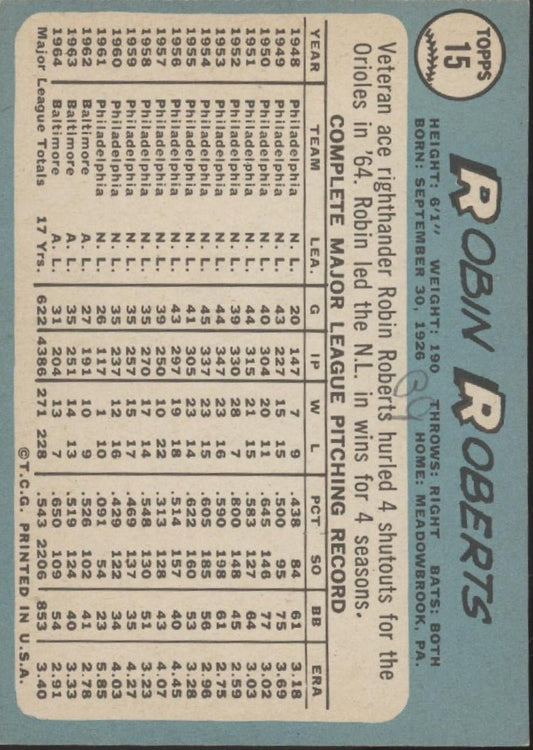 TOPPS
15
ROBIN ROBERTS
HEIGHT: 6'1" WEIGHT: 190 THROWS: RIGHT BATS: BOTH
BORN: SEPTEMBER 30, 1926 HOME: MEADOWBROOK, PA.
Veteran ace righthander Robin Roberts hurled 4 shutouts for the
Orioles in '64. Robin led the N.L. in wins for 4 seasons.
COMPLETE MAJOR LEAGUE PITCHING RECORD
YEAR TEAM LEA. G IP W L PCT SO BB ERA
1948 Philadelphia N. L. 20 147 7 9 .438 84 61 3.18
1949 Philadelphia N. L. 43 227 15 15 .500 95 75 3.69
1950 Philadelphia N. L. 40 304 20 11 .645 146 77 3.02
1951 Philadelphia N. L. 44 315 21 15 .583 127 64 3.03
1952 Philadelphia N. L. 39 330 28 7 .800 148 45 2.59
1953 Philadelphia N. L. 44 347 23 16 .590 198 61 2.75
1954 Philadelphia N. L. 45 337 23 15 .605 185 56 2.96
1955 Philadelphia N. L. 41 305 23 14 .622 160 53 3.28
1956 Philadelphia N. L. 43 297 19 18 .514 157 40 4.45
1957 Philadelphia N. L. 39 250 10 22 .313 128 43 4.07
1958 Philadelphia N. L. 35 270 17 14 .548 130 51 3.23
1959 Philadelphia N. L. 35 257 15 17 .469 137 35 4.27
1960 Philadelphia N. L. 35 237 12 16 .429 122 34 4.03
1961 Philadelphia N. L. 26 117 1 10 .091 54 23 5.85
1962 Baltimore A. L. 27 191 10 9 .526 102 41 2.78
1963 Baltimore A. L. 35 251 14 13 .519 124 40 3.33
1964 Baltimore A. L. 31 204 13 7 .650 109 54 2.91
Major League Totals 17 Yrs. 622 4386 271 228 .543 2206 853 3.40
© T.C.G. PRINTED IN U.S.A.